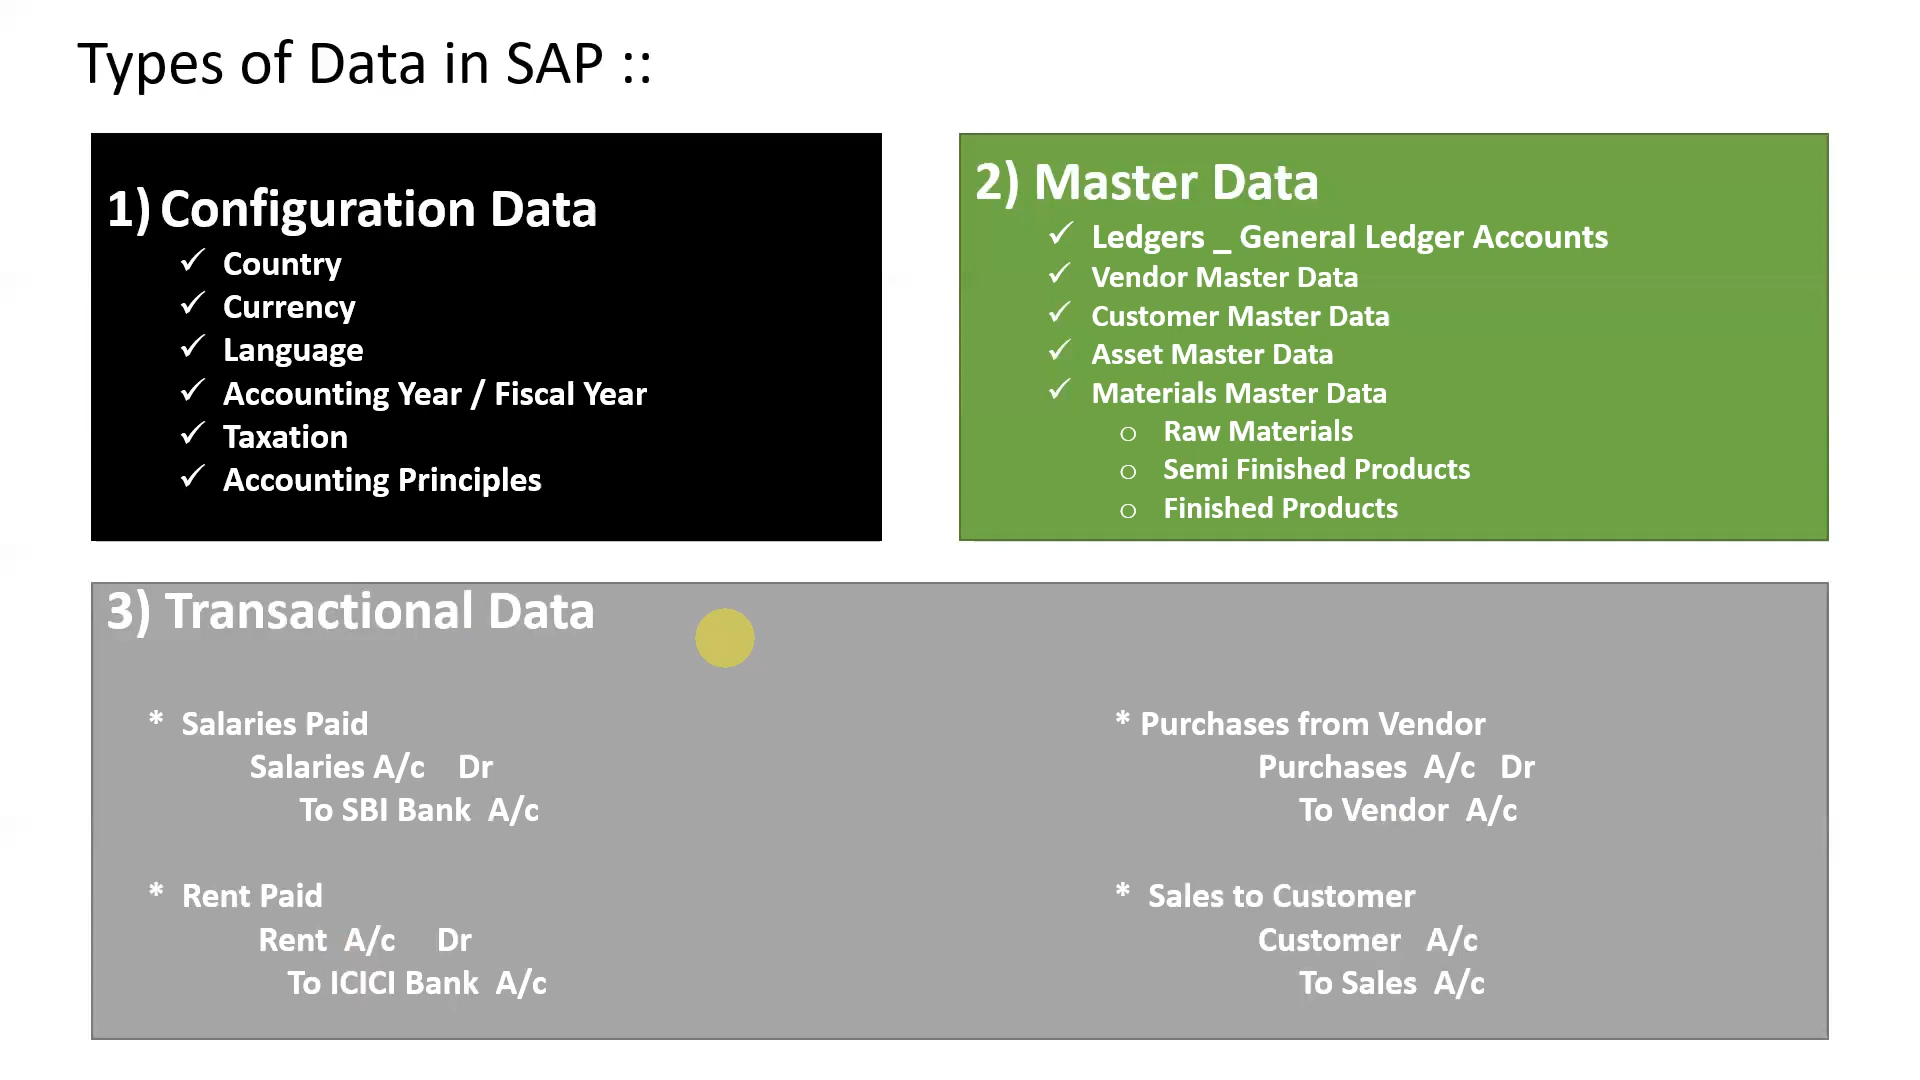 Types of Data in SAP ::
1) Configuration Data
✓ Country
✓ Currency
✓ Language
✓ Accounting Year / Fiscal Year
✓ Taxation
✓ Accounting Principles
2) Master Data
✓ Ledgers _ General Ledger Accounts
✓ Vendor Master Data
✓ Customer Master Data
✓ Asset Master Data
✓ Materials Master Data
o Raw Materials
o Semi Finished Products
o Finished Products
3) Transactional Data
* Salaries Paid
Salaries A/c Dr
To SBI Bank A/c
* Rent Paid
Rent A/c Dr
To ICICI Bank A/c
* Purchases from Vendor
Purchases A/c Dr
To Vendor A/c
* Sales to Customer
Customer A/c
To Sales A/c